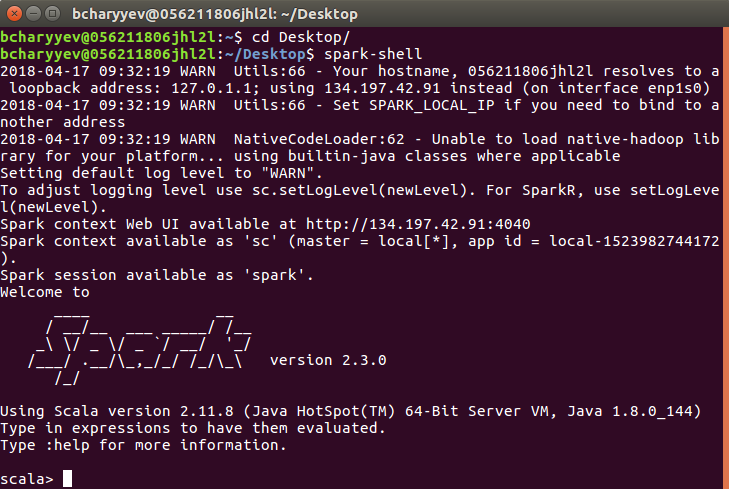 bcharyyev@056211806jhl2l: ~/Desktop
bcharyyev@056211806jhl2l:~$ cd Desktop/
bcharyyev@056211806jhl2l:~/Desktop$ spark-shell
2018-04-17 09:32:19 WARN  Utils:66 - Your hostname, 056211806jhl2l resolves to a
 loopback address: 127.0.1.1; using 134.197.42.91 instead (on interface enp1s0)
2018-04-17 09:32:19 WARN  Utils:66 - Set SPARK_LOCAL_IP if you need to bind to a
nother address
2018-04-17 09:32:19 WARN  NativeCodeLoader:62 - Unable to load native-hadoop lib
rary for your platform... using builtin-java classes where applicable
Setting default log level to "WARN".
To adjust logging level use sc.setLogLevel(newLevel). For SparkR, use setLogLeve
l(newLevel).
Spark context Web UI available at http://134.197.42.91:4040
Spark context available as 'sc' (master = local[*], app id = local-1523982744172
).
Spark session available as 'spark'.
Welcome to
      ____              __
     / __/__  ___ _____/ /__
    _\ \/ _ \/ _ `/ __/  '_/
   /___/ .__/\_,_/_/ /_/\_\   version 2.3.0
      /_/
Using Scala version 2.11.8 (Java HotSpot(TM) 64-Bit Server VM, Java 1.8.0_144)
Type in expressions to have them evaluated.
Type :help for more information.
scala>